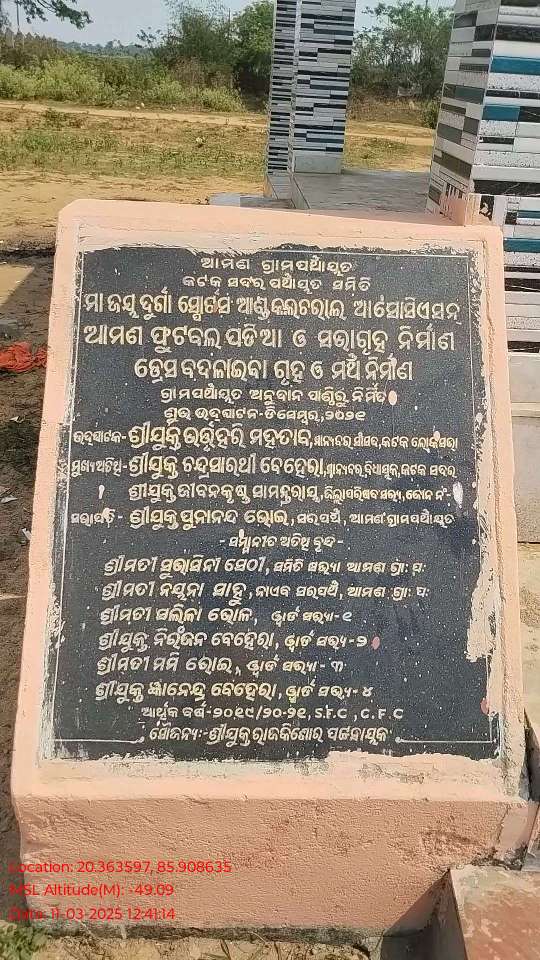 ଆମଣ ଗ୍ରାମପଞ୍ଚାୟତ
କଟକ ସଦର ପଞ୍ଚାୟତ ସମିତି
ମା ଜୟ ଦୁର୍ଗା ସ୍ପୋର୍ଟସ ଆଣ୍ଡ କଲଚରାଲ ଆସୋସିଏସନ୍
ଆମଣ ଫୁଟବଲ ପଡିଆ ଓ ସଭାଗୃହ ନିର୍ମାଣ
ଡ୍ରେସ ବଦଳାଇବା ଗୃହ ଓ ମଞ୍ଚ ନିର୍ମାଣ
ଗ୍ରାମପଞ୍ଚାୟତ ଅନୁଦାନ ପାଣ୍ଠିରୁ ନିର୍ମିତ
ଶୁଭ ଉଦ୍ଘାଟନ-ଡିସେମ୍ବର,୨୦୨୧
ଉଦ୍ଘାଟକ-ଶ୍ରୀଯୁକ୍ତ ଭର୍ତ୍ତୃହରି ମହତାବ,ମାନ୍ୟବର ସାଂସଦ,କଟକ ଲୋକସଭା
ମୁଖ୍ୟଅତିଥି-ଶ୍ରୀଯୁକ୍ତ ଚନ୍ଦ୍ରସାରଥୀ ବେହେରା,ମାନ୍ୟବର,ବିଧାୟକ,କଟକ ସଦର
ଶ୍ରୀଯୁକ୍ତ ଜୀବନକୃଷ୍ଣ ସାମନ୍ତରାୟ,ଜିଲ୍ଲାପରିଷଦ ସଭ୍ୟ,ଜୋନ ନଂ-
ସଭାପତି- ଶ୍ରୀଯୁକ୍ତ ପୁନାନନ୍ଦ ଭୋଇ,ସରପଞ୍ଚ, ଆମଣ ଗ୍ରାମପଞ୍ଚାୟତ
-ସମ୍ମାନୀତ ଅତିଥି ବୃନ୍ଦ-
ଶ୍ରୀମତୀ ସୁଭାସିନୀ ସେଠୀ,ସମିତି ସଭ୍ୟା ଆମଣ ଗ୍ରା: ପ:
ଶ୍ରୀମତୀ ନୟନା ସାହୁ,ନାଏବ ସରପଞ୍ଚ, ଆମଣ ଗ୍ରା: ପ:
ଶ୍ରୀମତୀ ସଲିଳା ଭୋଳ, ୱାର୍ଡ ସଭ୍ୟା-୧
ଶ୍ରୀଯୁକ୍ତ ନିରଞ୍ଜନ ବେହେରା,ୱାର୍ଡ ସଭ୍ୟ-୨
ଶ୍ରୀମତୀ ମମି ଭୋଇ, ୱାର୍ଡ ସଭ୍ୟା-୩
ଶ୍ରୀଯୁକ୍ତ ଜ୍ଞାନେନ୍ଦ୍ର ବେହେରା,ୱାର୍ଡ ସଭ୍ୟ-୪
ଆର୍ଥିକ ବର୍ଷ-୨୦୧୯/୨୦-୨୧, S.F.C , C.F.C
ସୌଜନ୍ୟ:-ଶ୍ରୀଯୁକ୍ତ ରାଜକିଶୋର ପଟ୍ଟନାୟକ
Location: 20.363597, 85.908635
MSL Altitude(M): -49.09
Date: 11-03-2025 12:41:14